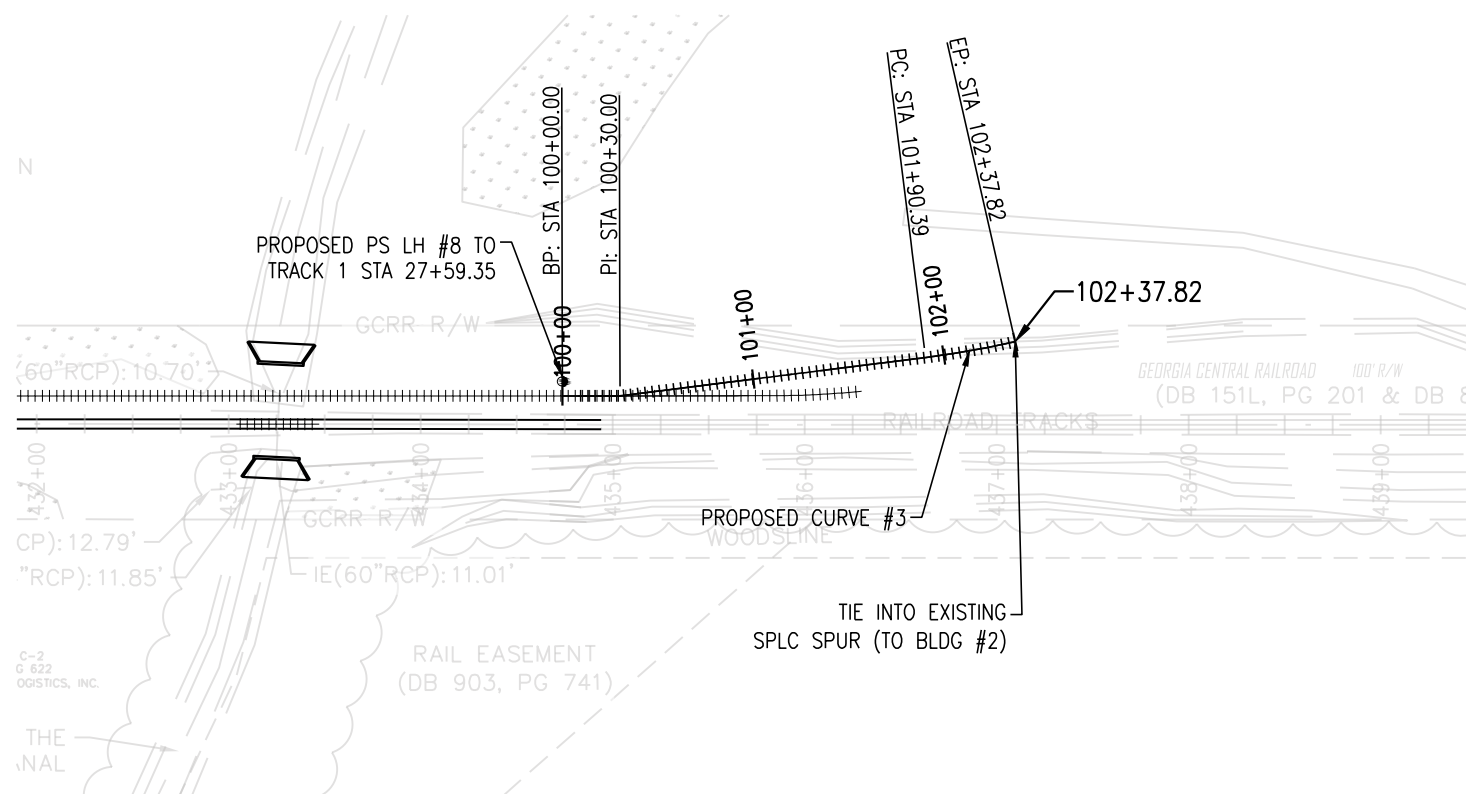 N
PROPOSED PS LH #8 TO
TRACK 1 STA 27+59.35
BP: STA 100+00.00
PI: STA 100+30.00
PC: STA 101+90.39
EP: STA 102+37.82
100+00
101+00
102+00
102+37.82
GCRR R/W
(60"RCP):10.70'
GEORGIA CENTRAL RAILROAD 100' R/W
(DB 151L, PG 201 & DB 8
RAILROAD TRACKS
432+00
433+00
434+00
435+00
436+00
437+00
438+00
439+00
GCRR R/W
PROPOSED CURVE #3
WOODSLINE
CP):12.79'
"RCP):11.85'
IE(60"RCP):11.01'
TIE INTO EXISTING
SPLC SPUR (TO BLDG #2)
RAIL EASEMENT
(DB 903, PG 741)
C-2
G 622
OGISTICS, INC.
THE
NAL